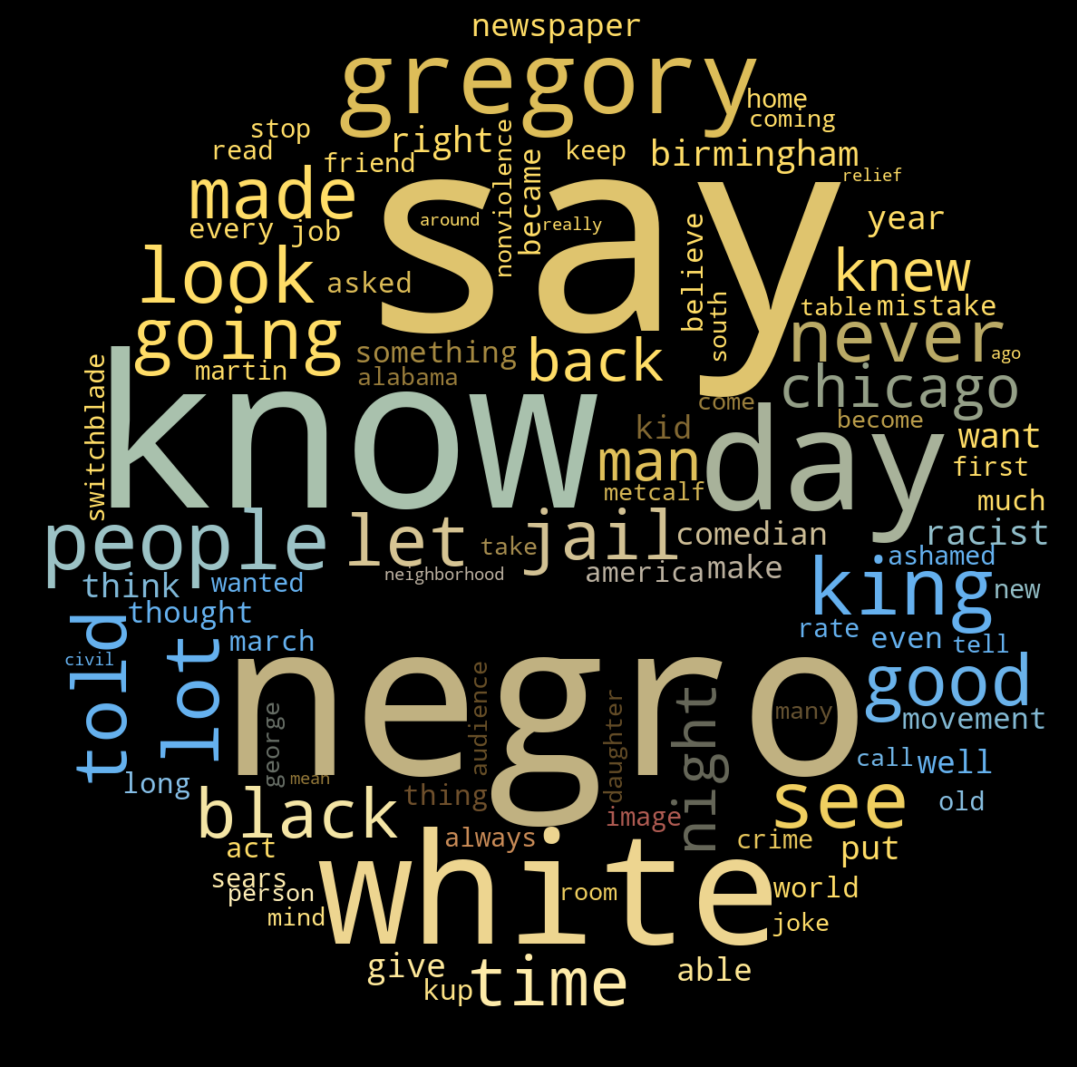 newspaper
gregory
home
coming
stop
right
nonviolence
became
keep
birmingham
read
friend
relief
made
say
around
really
year
every
job
believe
look
asked
knew
south
table
mistake
going
something
back
never
ago
martin
alabama
chicago
switchblade
know
come
become
day
kid
want
man
first
metcalf
much
people
let
take
jail
comedian
racist
neighborhood
america
make
ashamed
think
wanted
king
new
thought
told
lot
march
rate
even
tell
civil
negro
good
audience
daughter
night
many
movement
george
mean
call
well
long
thing
see
old
black
image
always
crime
act
white
put
sears
person
room
world
mind
joke
give
time
able
kup